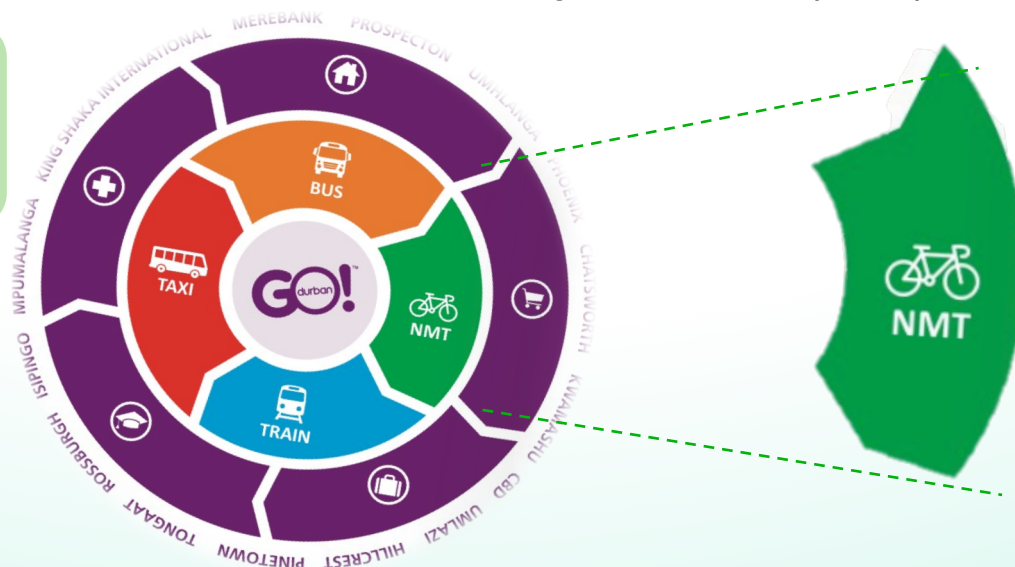 MPUMALANGA KING SHAKA INTERNATIONAL MEREBANK PROSPECTON UMHLANGA PHOENIX CHATSWORTH KWAMASHU CBD UMLAZI HILLCREST PINETOWN TONGAAT ROSSBURGH ISIPINGO
BUS
TAXI
GO! durban ™
NMT
TRAIN
NMT